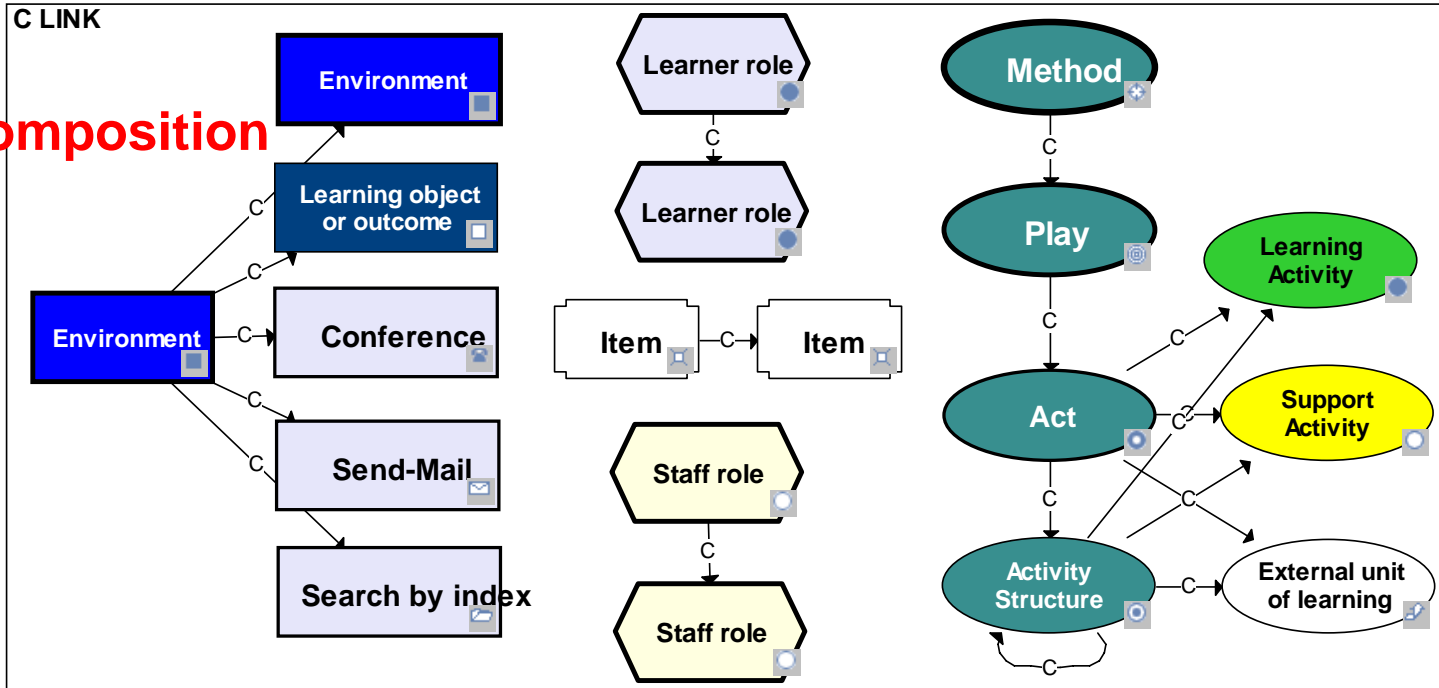 C LINK
omposition
Environment
Environment
Learning object
or outcome
Conference
Send-Mail
Search by index
C
C
C
C
C
Learner role
C
Learner role
Item
C
Item
Staff role
C
Staff role
Method
C
Play
C
Act
C
Activity
Structure
C
Learning
Activity
Support
Activity
External unit
of learning
C
C
C
C
C